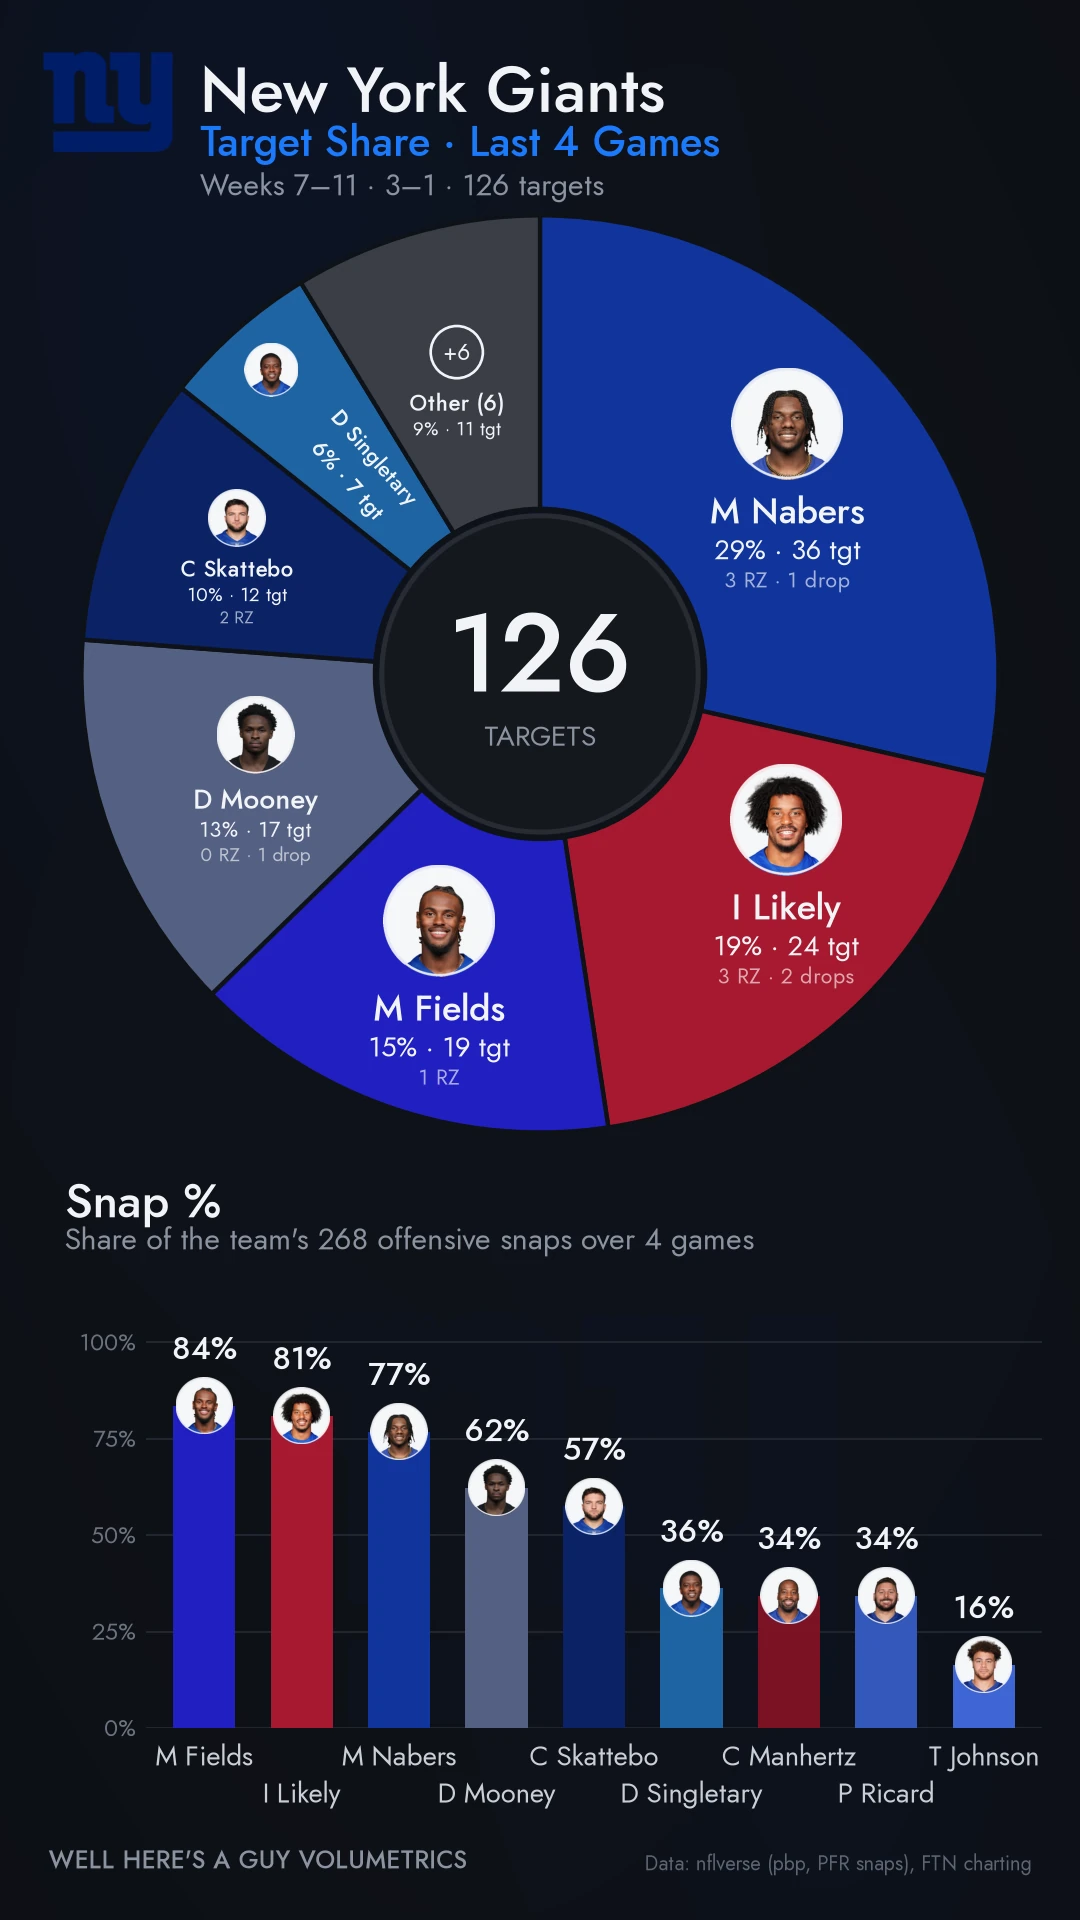 ny
New York Giants
Target Share · Last 4 Games
Weeks 7–11 · 3–1 · 126 targets
+6
Other (6)
9% · 11 tgt
M Nabers
29% · 36 tgt
3 RZ · 1 drop
D Singletary
6% · 7 tgt
C Skattebo
10% · 12 tgt
2 RZ
126
TARGETS
D Mooney
13% · 17 tgt
0 RZ · 1 drop
I Likely
19% · 24 tgt
3 RZ · 2 drops
M Fields
15% · 19 tgt
1 RZ
Snap %
Share of the team's 268 offensive snaps over 4 games
100%
75%
50%
25%
0%
84%
81%
77%
62%
57%
36%
34%
34%
16%
M Fields
I Likely
M Nabers
D Mooney
C Skattebo
D Singletary
C Manhertz
P Ricard
T Johnson
WELL HERE'S A GUY VOLUMETRICS
Data: nflverse (pbp, PFR snaps), FTN charting